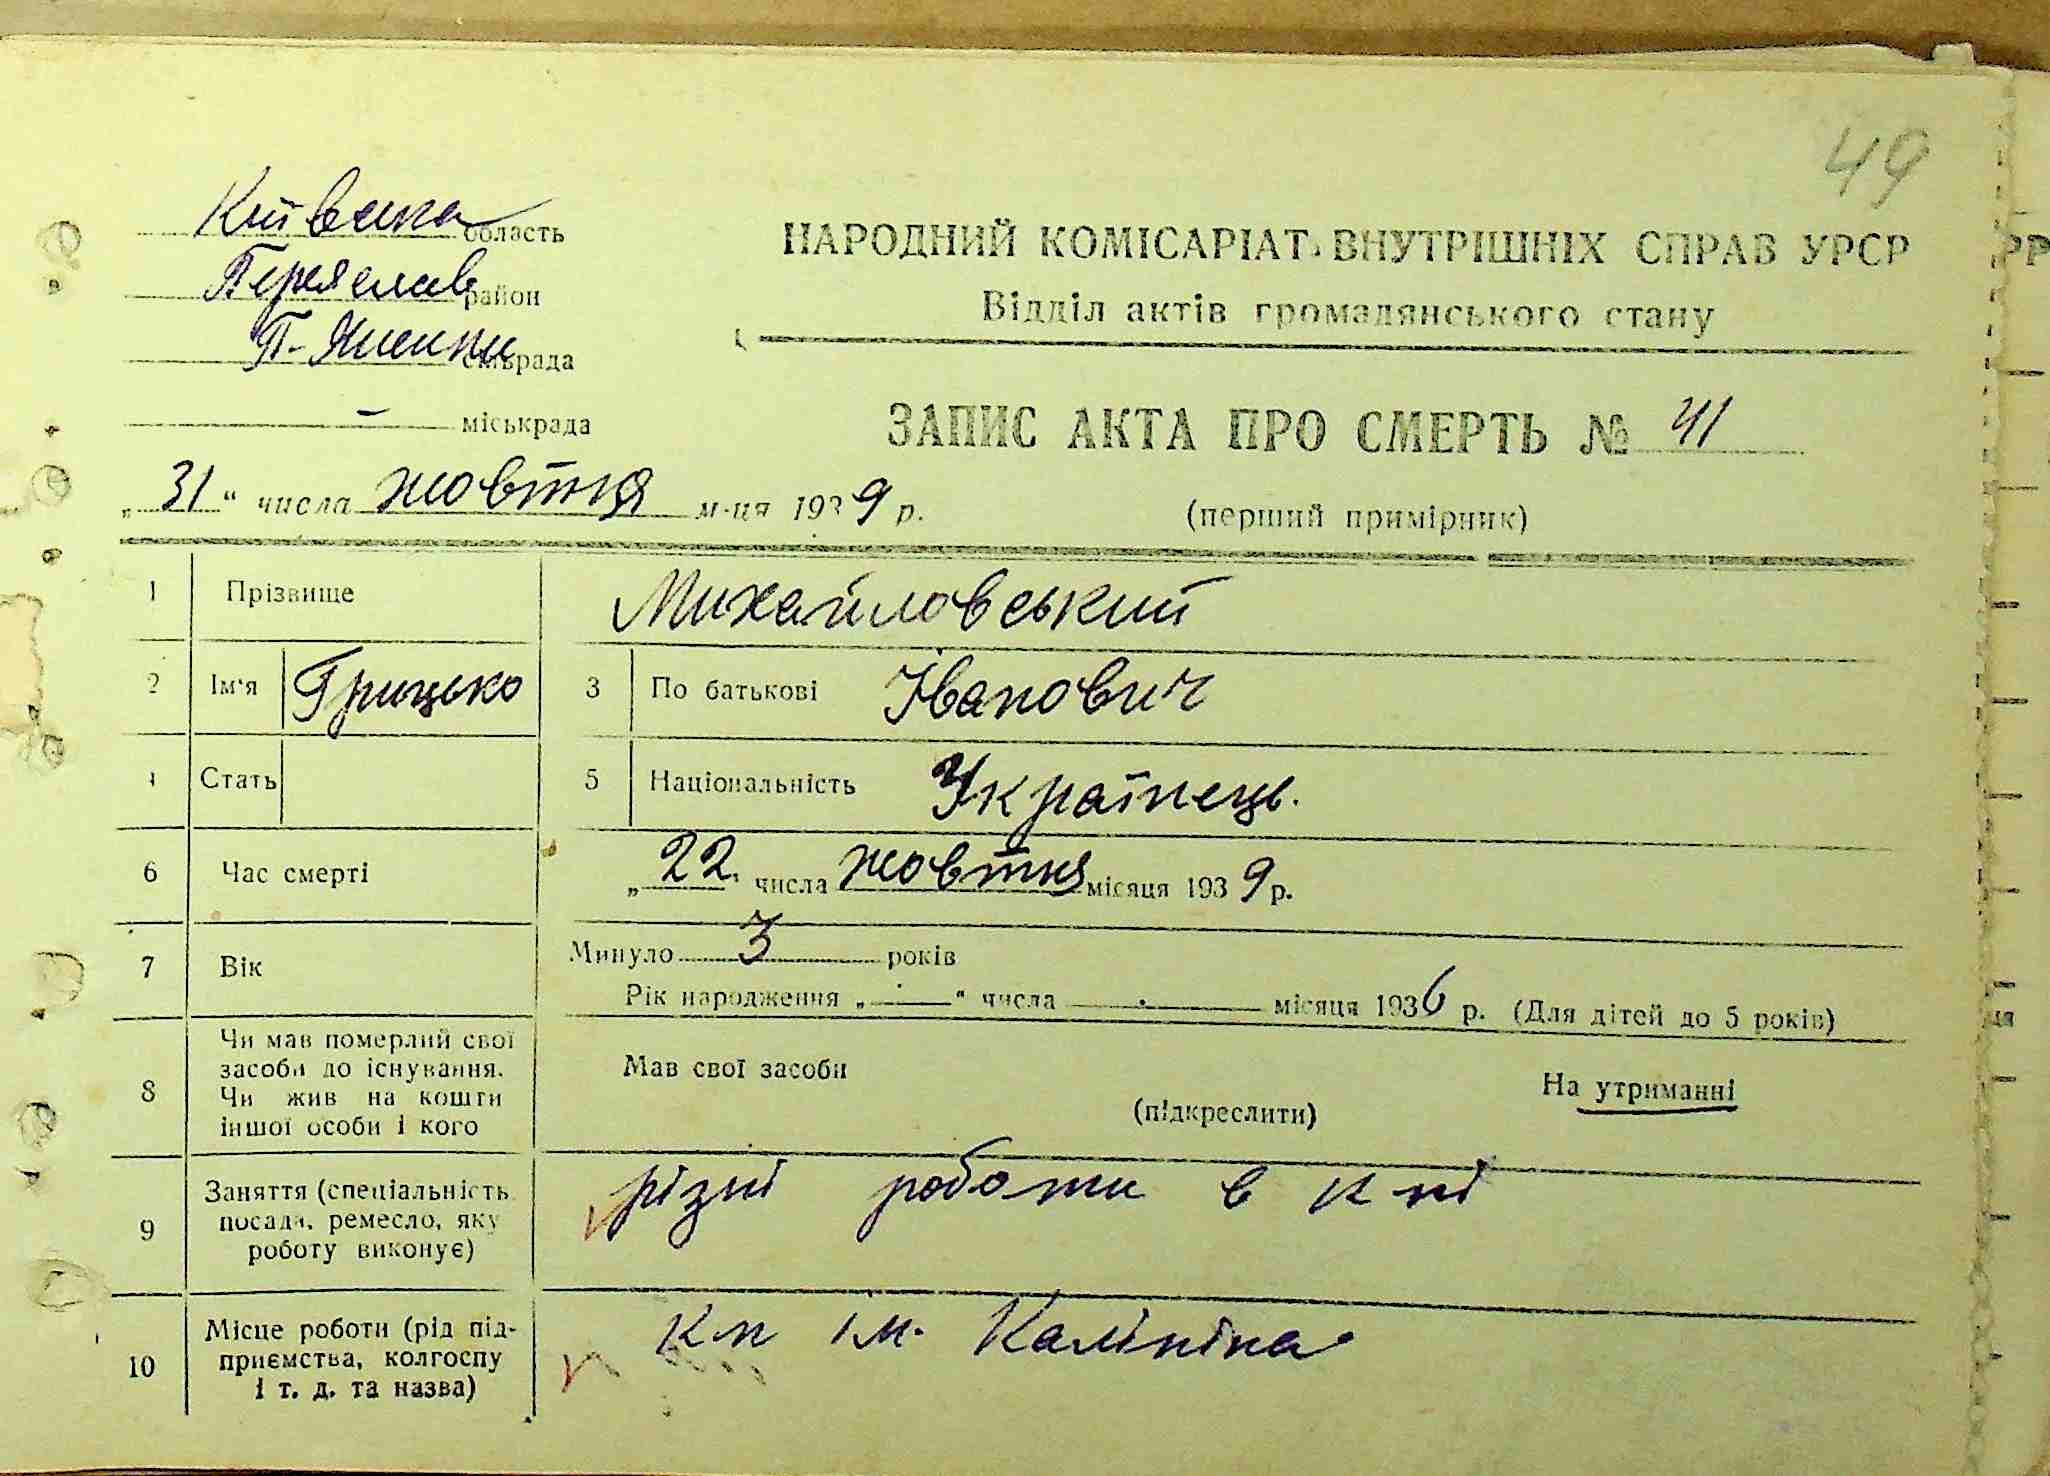 49
Київська область
Переяслав район
сільрада
– міськрада
НАРОДНИЙ КОМІСАРІАТ ВНУТРІШНІХ СПРАВ УРСР
Відділ актів громадянського стану
ЗАПИС АКТА ПРО СМЕРТЬ № 41
„31“ числа жовтня м-ця 1939 р.
(перший примірник)
1 Прізвище Михайловський
2 Ім'я Грицько 3 По батькові Іванович
4 Стать 5 Національність Українець.
6 Час смерті „22.“ числа жовтня місяця 1939 р.
7 Вік Минуло 3 років
Рік народження „-“ числа - місяця 1936 р. (Для дітей до 5 років)
8 Чи мав померлий свої
засоби до існування.
Чи жив на кошти
іншої особи і кого
Мав свої засоби
(підкреслити)
На утриманні
9 Заняття (спеціальність
посада, ремесло, яку
роботу виконує)
різні роботи в
10 Місце роботи (рід під-
приємства, колгоспу
і т. д. та назва)
ім. Калініна